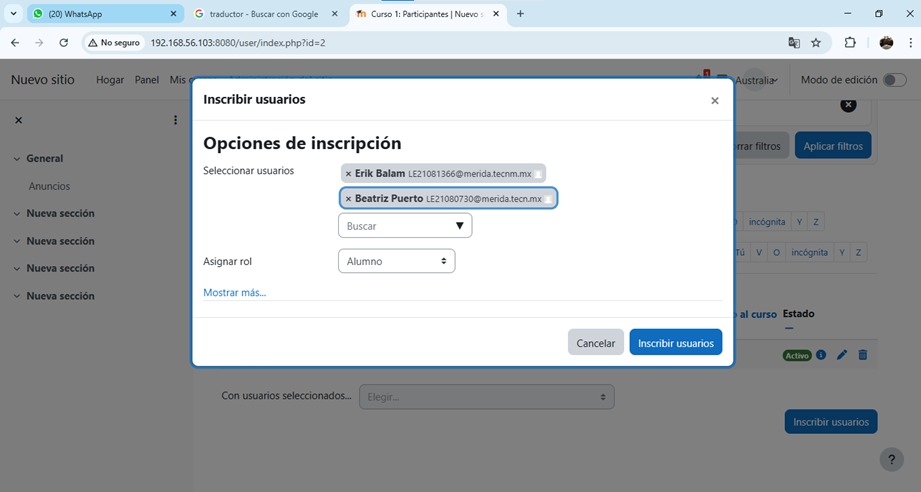 (20) WhatsApp
traductor - Buscar con Google
Curso 1: Participantes | Nuevo s
No seguro
192.168.56.103:8080/user/index.php?id=2
Nuevo sitio
Hogar
Panel
Mis
1
Australia
Modo de edición
Inscribir usuarios
Opciones de inscripción
Seleccionar usuarios
× Erik Balam LE21081366@merida.tecnm.mx
× Beatriz Puerto LE21080730@merida.tecn.mx
Buscar
Asignar rol
Alumno
Mostrar más...
Cancelar
Inscribir usuarios
General
Anuncios
Nueva sección
Nueva sección
Nueva sección
Nueva sección
rrar filtros
Aplicar filtros
incógnita Y Z
Tú V O incógnita Y Z
al curso Estado
Activo
Con usuarios seleccionados...
Elegir...
Inscribir usuarios
?